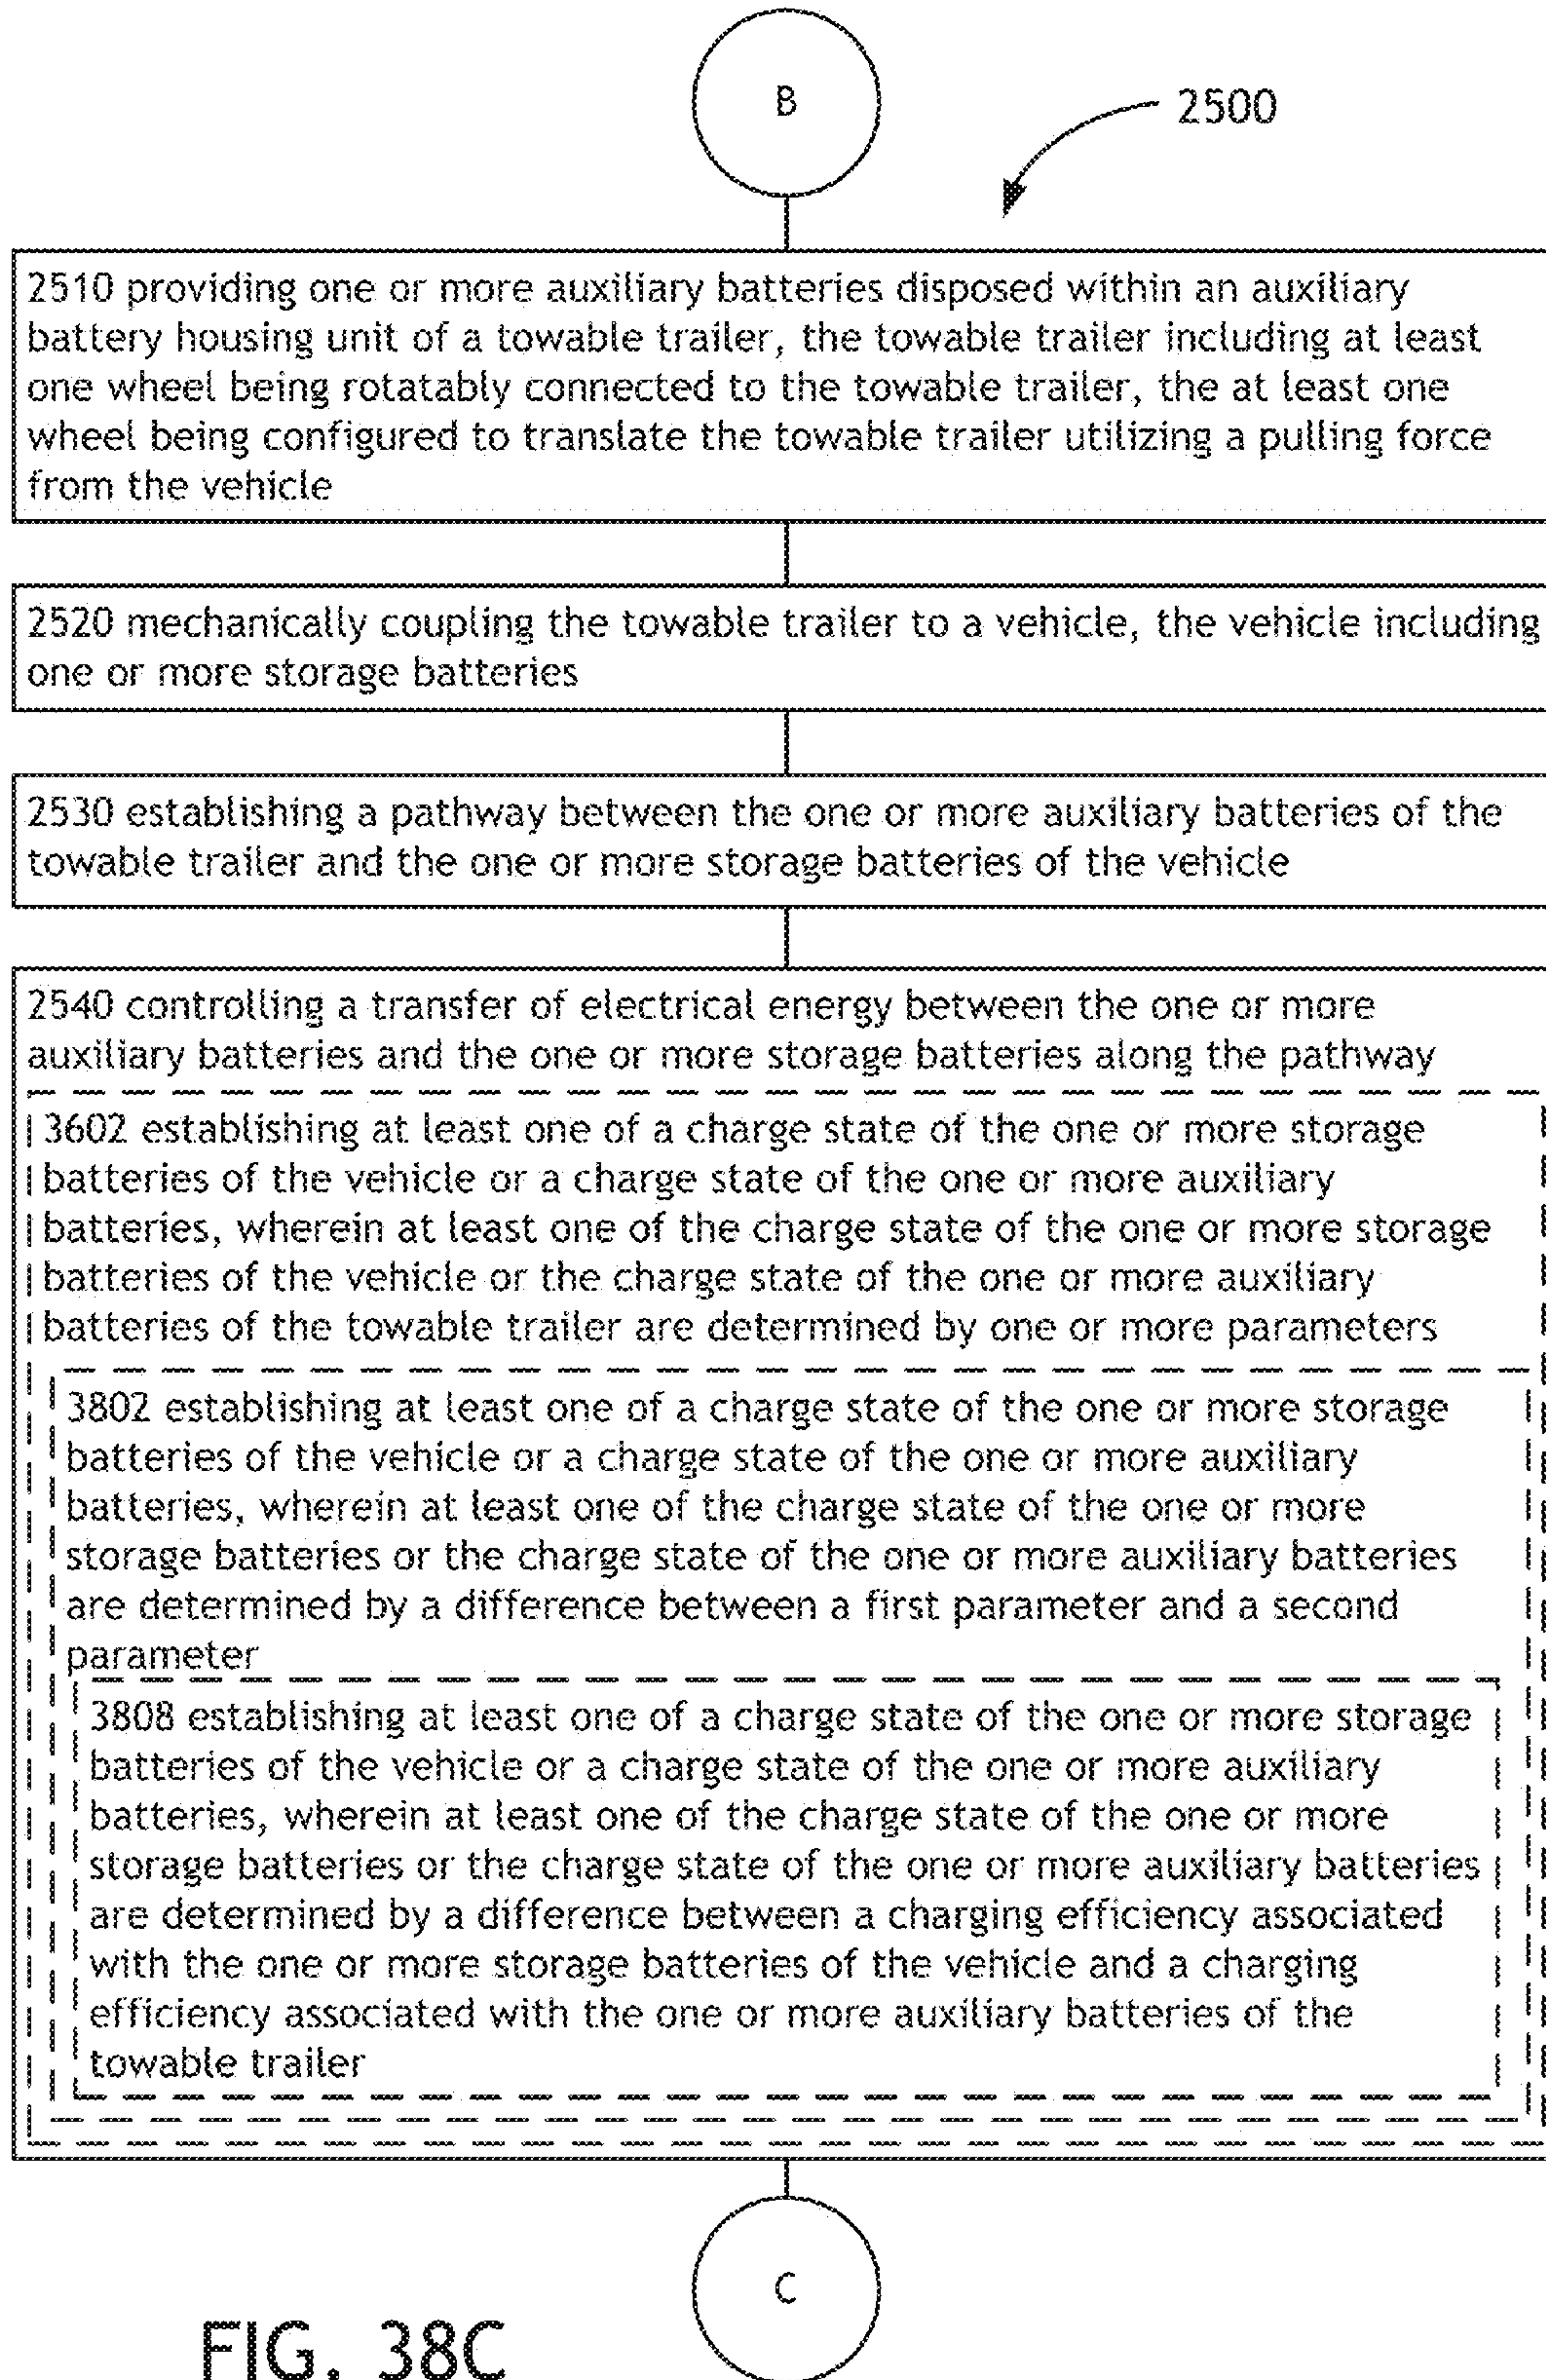 B
2500
2510 providing one or more auxiliary batteries disposed within an auxiliary
battery housing unit of a towable trailer, the towable trailer including at least
one wheel being rotatably connected to the towable trailer, the at least one
wheel being configured to translate the towable trailer utilizing a pulling force
from the vehicle
2520 mechanically coupling the towable trailer to a vehicle, the vehicle including
one or more storage batteries
2530 establishing a pathway between the one or more auxiliary batteries of the
towable trailer and the one or more storage batteries of the vehicle
2540 controlling a transfer of electrical energy between the one or more
auxiliary batteries and the one or more storage batteries along the pathway
3602 establishing at least one of a charge state of the one or more storage
batteries of the vehicle or a charge state of the one or more auxiliary
batteries, wherein at least one of the charge state of the one or more storage
batteries of the vehicle or the charge state of the one or more auxiliary
batteries of the towable trailer are determined by one or more parameters
3802 establishing at least one of a charge state of the one or more storage
batteries of the vehicle or a charge state of the one or more auxiliary
batteries, wherein at least one of the charge state of the one or more
storage batteries or the charge state of the one or more auxiliary batteries
are determined by a difference between a first parameter and a second
parameter
3808 establishing at least one of a charge state of the one or more storage
batteries of the vehicle or a charge state of the one or more auxiliary
batteries, wherein at least one of the charge state of the one or more
storage batteries or the charge state of the one or more auxiliary batteries
are determined by a difference between a charging efficiency associated
with the one or more storage batteries of the vehicle and a charging
efficiency associated with the one or more auxiliary batteries of the
towable trailer
C
FIG. 38C